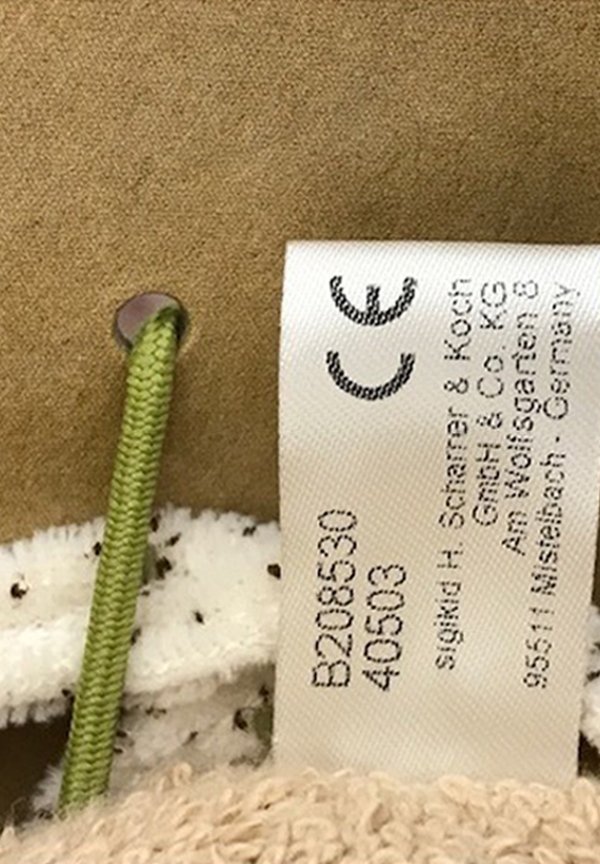 CE
B208530
40503
sigikid H. Scharrer & Koch
GmbH & Co. KG
Am Wolfsgarten 8
95511 Mistelbach - Germany